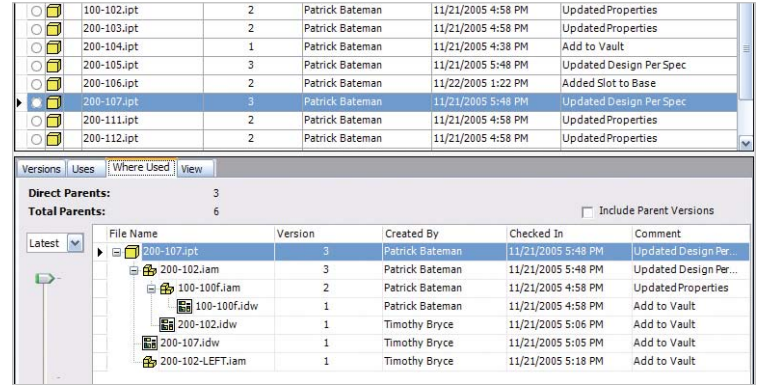 100-102.ipt 2 Patrick Bateman 11/21/2005 4:58 PM Updated Properties
200-103.ipt 2 Patrick Bateman 11/21/2005 4:58 PM Updated Properties
200-104.ipt 1 Patrick Bateman 11/21/2005 4:38 PM Add to Vault
200-105.ipt 3 Patrick Bateman 11/21/2005 5:48 PM Updated Design Per Spec
200-106.ipt 2 Patrick Bateman 11/22/2005 1:22 PM Added Slot to Base
200-107.ipt 3 Patrick Bateman 11/21/2005 5:48 PM Updated Design Per Spec
200-111.ipt 2 Patrick Bateman 11/21/2005 4:58 PM Updated Properties
200-112.ipt 2 Patrick Bateman 11/21/2005 4:58 PM Updated Properties
Versions Uses Where Used View
Direct Parents: 3
Total Parents: 6 Include Parent Versions
Latest File Name Version Created By Checked In Comment
200-107.ipt 3 Patrick Bateman 11/21/2005 5:48 PM Updated Design Per...
200-102.iam 3 Patrick Bateman 11/21/2005 5:48 PM Updated Design Per...
100-100f.iam 2 Patrick Bateman 11/21/2005 4:58 PM Updated Properties
100-100f.idw 1 Patrick Bateman 11/21/2005 4:58 PM Add to Vault
200-102.idw 1 Timothy Bryce 11/21/2005 5:06 PM Add to Vault
200-107.idw 1 Timothy Bryce 11/21/2005 5:05 PM Add to Vault
200-102-LEFT.iam 1 Timothy Bryce 11/21/2005 5:18 PM Add to Vault